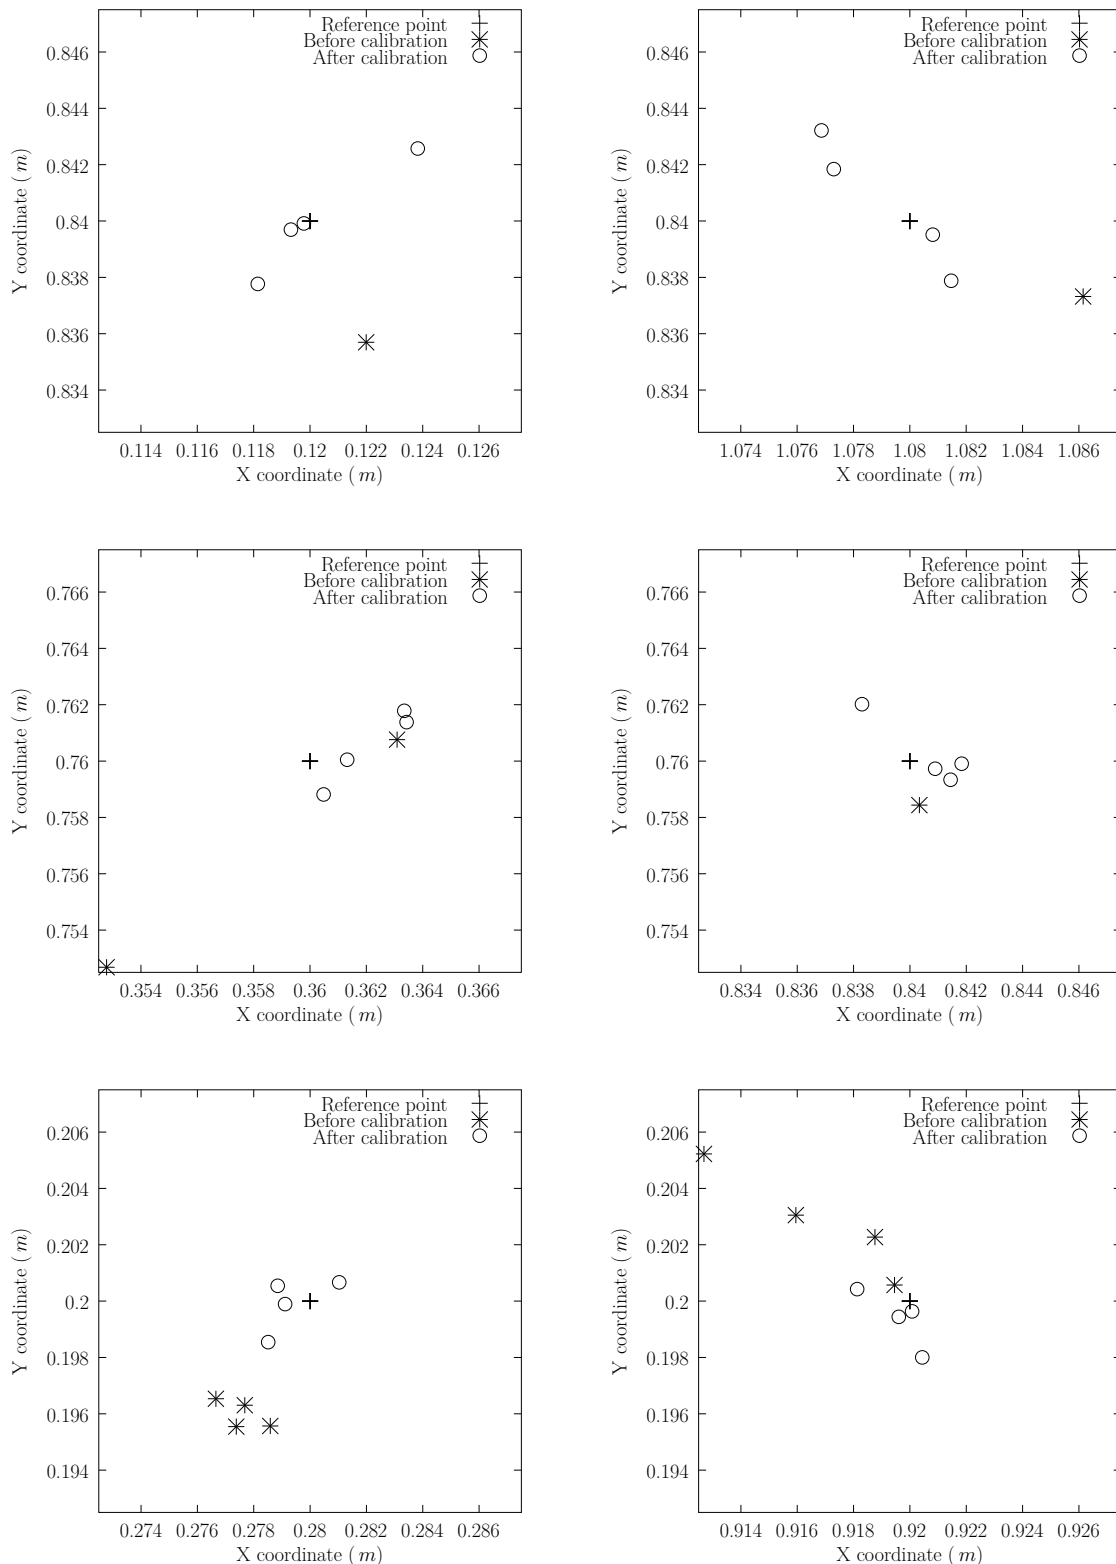 Reference point
Before calibration
After calibration
0.846
0.844
0.842
0.84
0.838
0.836
0.834
Y coordinate (m)
0.114 0.116 0.118 0.12 0.122 0.124 0.126
X coordinate (m)
Reference point
Before calibration
After calibration
0.846
0.844
0.842
0.84
0.838
0.836
0.834
Y coordinate (m)
1.074 1.076 1.078 1.08 1.082 1.084 1.086
X coordinate (m)
Reference point
Before calibration
After calibration
0.766
0.764
0.762
0.76
0.758
0.756
0.754
Y coordinate (m)
0.354 0.356 0.358 0.36 0.362 0.364 0.366
X coordinate (m)
Reference point
Before calibration
After calibration
0.766
0.764
0.762
0.76
0.758
0.756
0.754
Y coordinate (m)
0.834 0.836 0.838 0.84 0.842 0.844 0.846
X coordinate (m)
Reference point
Before calibration
After calibration
0.206
0.204
0.202
0.2
0.198
0.196
0.194
Y coordinate (m)
0.274 0.276 0.278 0.28 0.282 0.284 0.286
X coordinate (m)
Reference point
Before calibration
After calibration
0.206
0.204
0.202
0.2
0.198
0.196
0.194
Y coordinate (m)
0.914 0.916 0.918 0.92 0.922 0.924 0.926
X coordinate (m)